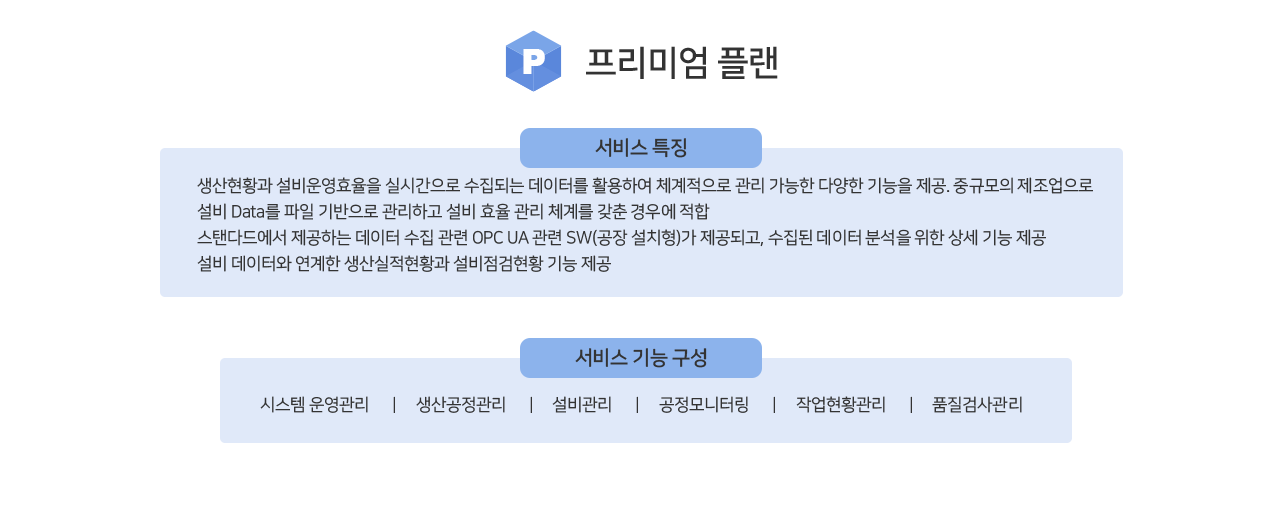 P 프리미엄 플랜
서비스 특징
생산현황과 설비운영효율을 실시간으로 수집되는 데이터를 활용하여 체계적으로 관리 가능한 다양한 기능을 제공. 중규모의 제조업으로
설비 Data를 파일 기반으로 관리하고 설비 효율 관리 체계를 갖춘 경우에 적합
스탠다드에서 제공하는 데이터 수집 관련 OPC UA 관련 SW(공장 설치형)가 제공되고, 수집된 데이터 분석을 위한 상세 기능 제공
설비 데이터와 연계한 생산실적현황과 설비점검현황 기능 제공
서비스 기능 구성
시스템 운영관리 | 생산공정관리 | 설비관리 | 공정모니터링 | 작업현황관리 | 품질검사관리